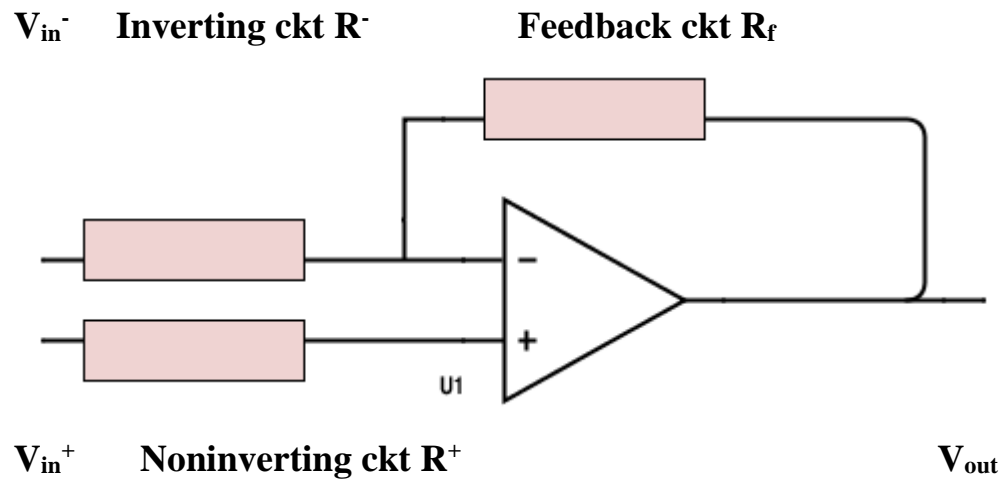 Vin- Inverting ckt R- Feedback ckt Rf
−
+
U1
Vin+ Noninverting ckt R+ Vout